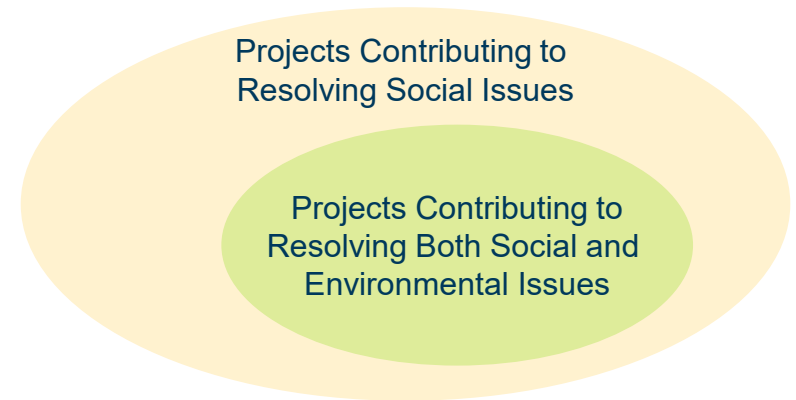 Projects Contributing to
Resolving Social Issues
Projects Contributing to
Resolving Both Social and
Environmental Issues